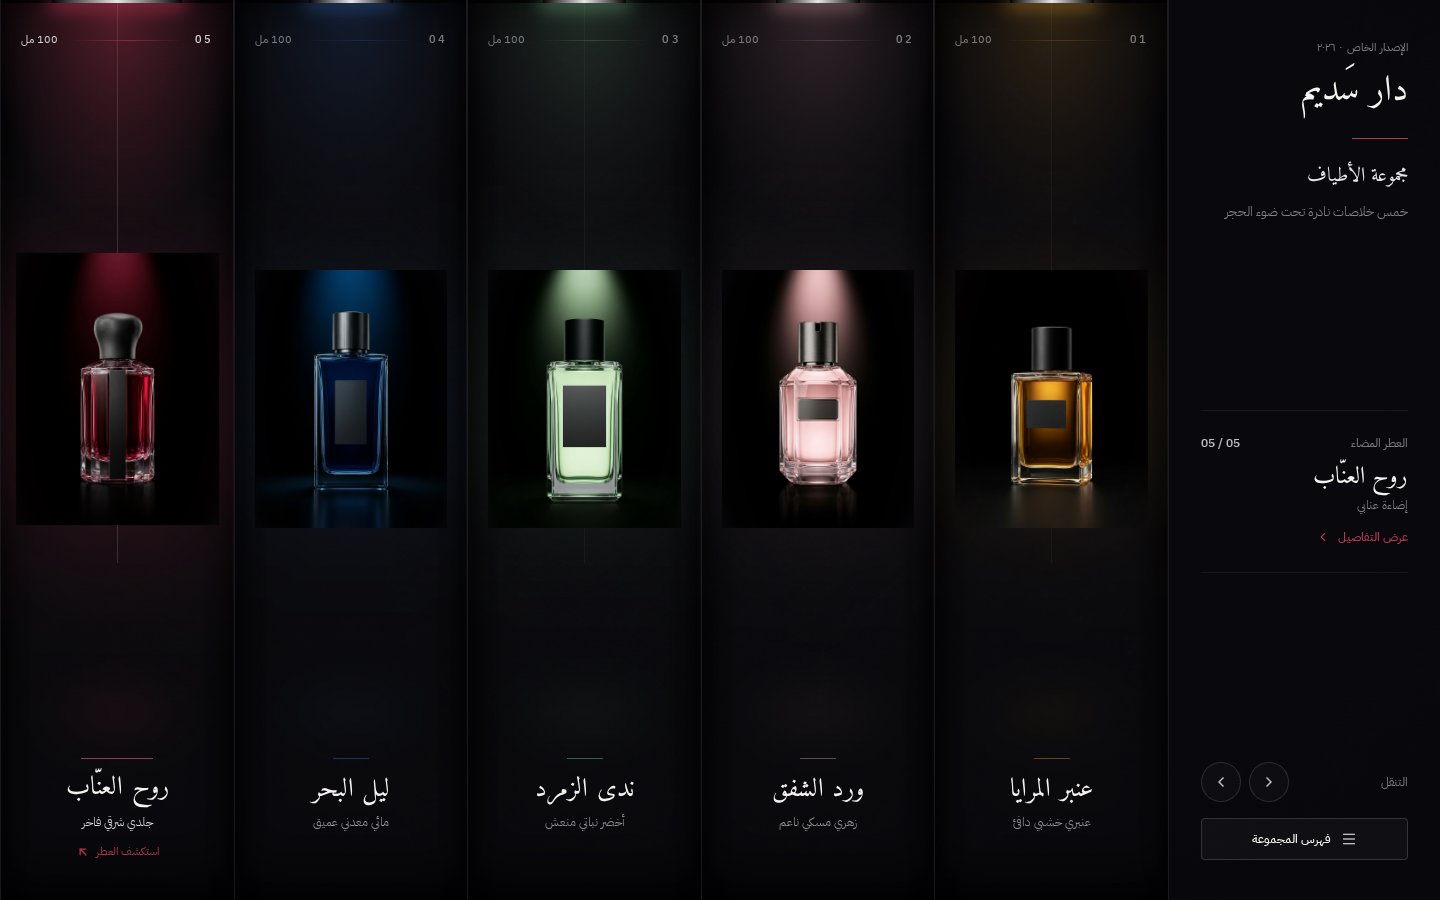 الإصدار الخاص · ٢٠٢٦
دار سَديم
مجموعة الأطياف
خمس خلاصات نادرة تحت ضوء الحجر
العطر المضاء
05 / 05
روح العنّاب
إضاءة عنابي
عرض التفاصيل
التنقل
فهرس المجموعة
01
100 مل
عنبر المرايا
عنبري خشبي دافئ
02
100 مل
ورد الشفق
زهري مسكي ناعم
03
100 مل
ندى الزمرد
أخضر نباتي منعش
04
100 مل
ليل البحر
مائي معدني عميق
05
100 مل
روح العنّاب
جلدي شرقي فاخر
استكشف العطر